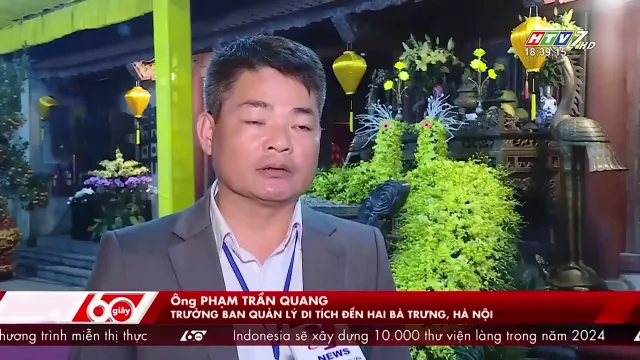 HTV7 HD
18:39:15
Ông PHẠM TRẦN QUANG
TRƯỞNG BAN QUẢN LÝ DI TÍCH ĐỀN HAI BÀ TRƯNG, HÀ NỘI
60 giây
NEWS
hương trình miễn thị thực • Indonesia sẽ xây dựng 10.000 thư viện làng trong năm 2024